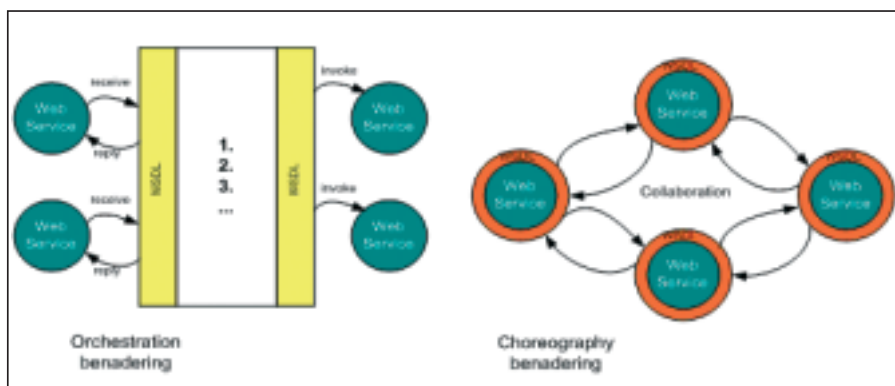 receive
Web
Service
reply
receive
Web
Service
reply
WSDL
1.
2.
3.
...
WSDL
invoke
Web
Service
invoke
Web
Service
Orchestration
benadering
Web
Service
Web
Service
Collaboration
Web
Service
Web
Service
Choreography
benadering